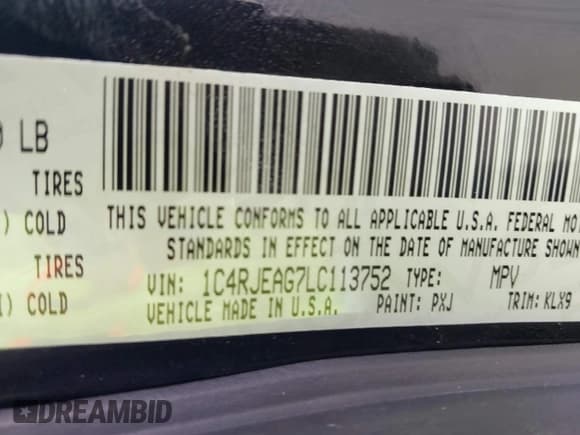 LB
TIRES
) COLD
TIRES
) COLD
THIS VEHICLE CONFORMS TO ALL APPLICABLE U.S.A. FEDERAL MO
STANDARDS IN EFFECT ON THE DATE OF MANUFACTURE SHOWN
VIN: 1C4RJEAG7LC113752 TYPE: MPV
VEHICLE MADE IN U.S.A. PAINT: PXJ TRIM: KLX9
DREAMBID